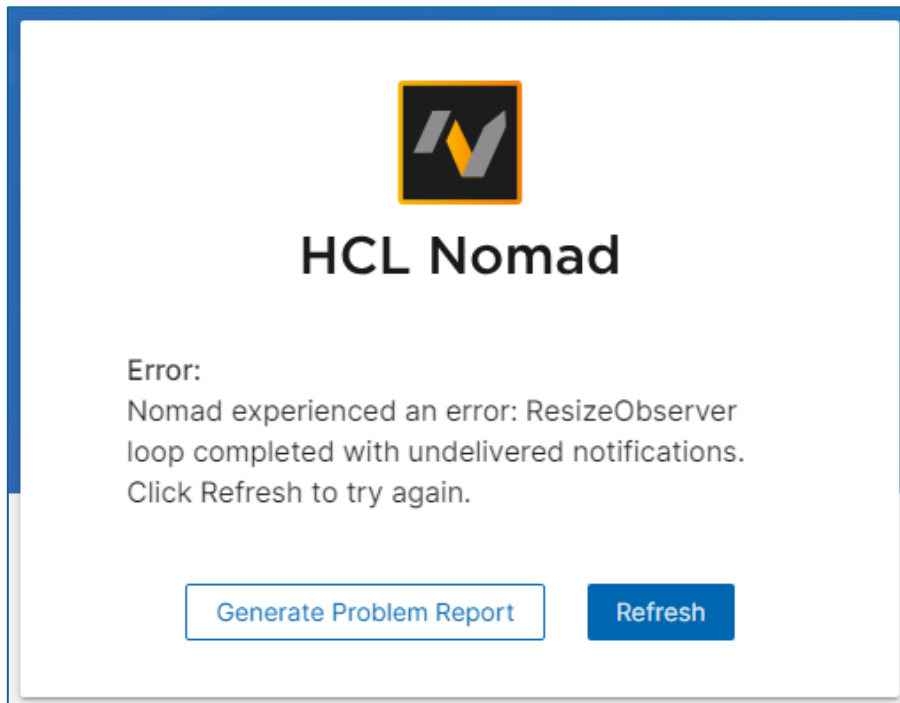 HCL Nomad
Error:
Nomad experienced an error: ResizeObserver
loop completed with undelivered notifications.
Click Refresh to try again.
Generate Problem Report
Refresh